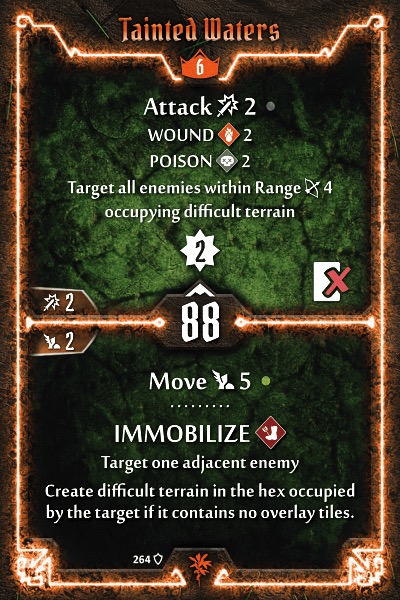 Tainted Waters
6
Attack 2
WOUND 2
POISON 2
Target all enemies within Range 4
occupying difficult terrain
2
2
88
2
Move 5
IMMOBILIZE
Target one adjacent enemy
Create difficult terrain in the hex occupied
by the target if it contains no overlay tiles.
264